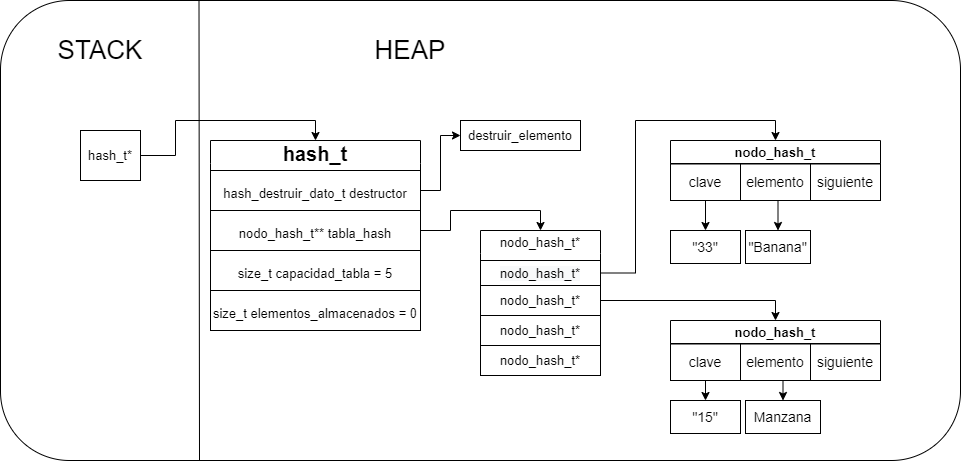 STACK
HEAP
hash_t*
hash_t
hash_destruir_dato_t destructor
nodo_hash_t** tabla_hash
size_t capacidad_tabla = 5
size_t elementos_almacenados = 0
destruir_elemento
nodo_hash_t*
nodo_hash_t*
nodo_hash_t*
nodo_hash_t*
nodo_hash_t*
nodo_hash_t
clave elemento siguiente
"33" "Banana"
nodo_hash_t
clave elemento siguiente
"15" Manzana